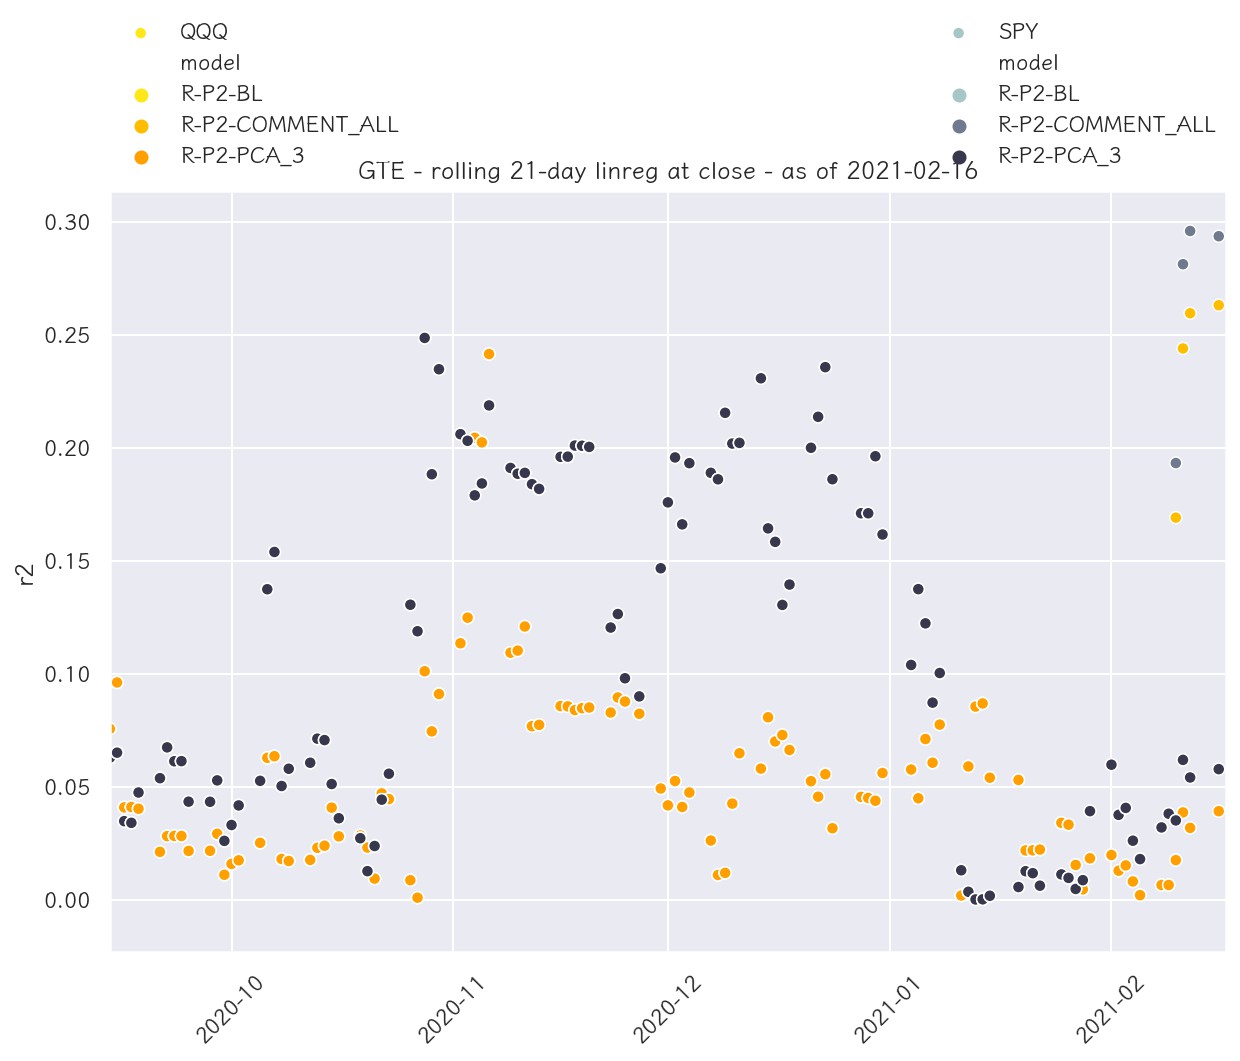 QQQ
model
R-P2-BL
R-P2-COMMENT_ALL
R-P2-PCA_3
SPY
model
R-P2-BL
R-P2-COMMENT_ALL
R-P2-PCA_3
GTE - rolling 21-day linreg at close - as of 2021-02-16
0.30
0.25
0.20
0.15
0.10
0.05
0.00
r2
2020-10
2020-11
2020-12
2021-01
2021-02